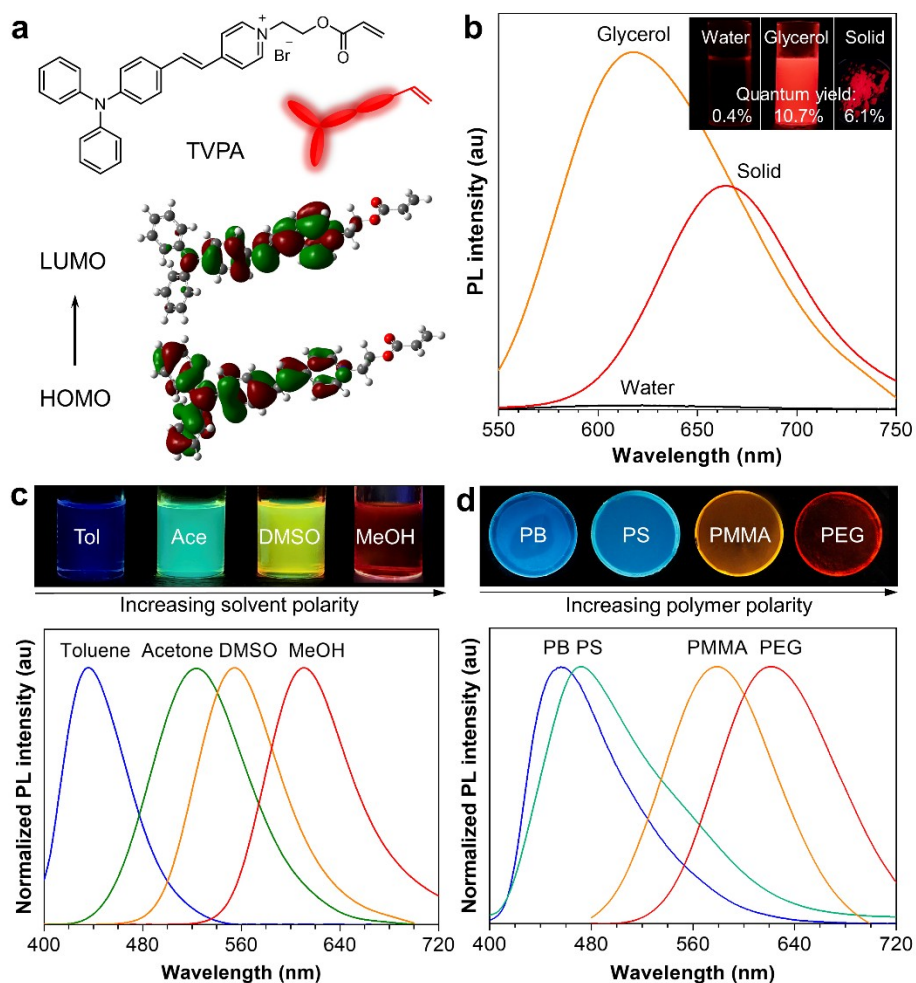 a
N
N
+
Br
−
O
O
TVPA
LUMO
HOMO
b
Glycerol
Water Glycerol Solid
Quantum yield:
0.4% 10.7% 6.1%
Solid
Water
PL intensity (au)
550 600 650 700 750
Wavelength (nm)
c
Tol Ace DMSO MeOH
Increasing solvent polarity
Toluene Acetone DMSO MeOH
Normalized PL intensity (au)
400 480 560 640 720
Wavelength (nm)
d
PB PS PMMA PEG
Increasing polymer polarity
PB PS PMMA PEG
Normalized PL intensity (au)
400 480 560 640 720
Wavelength (nm)